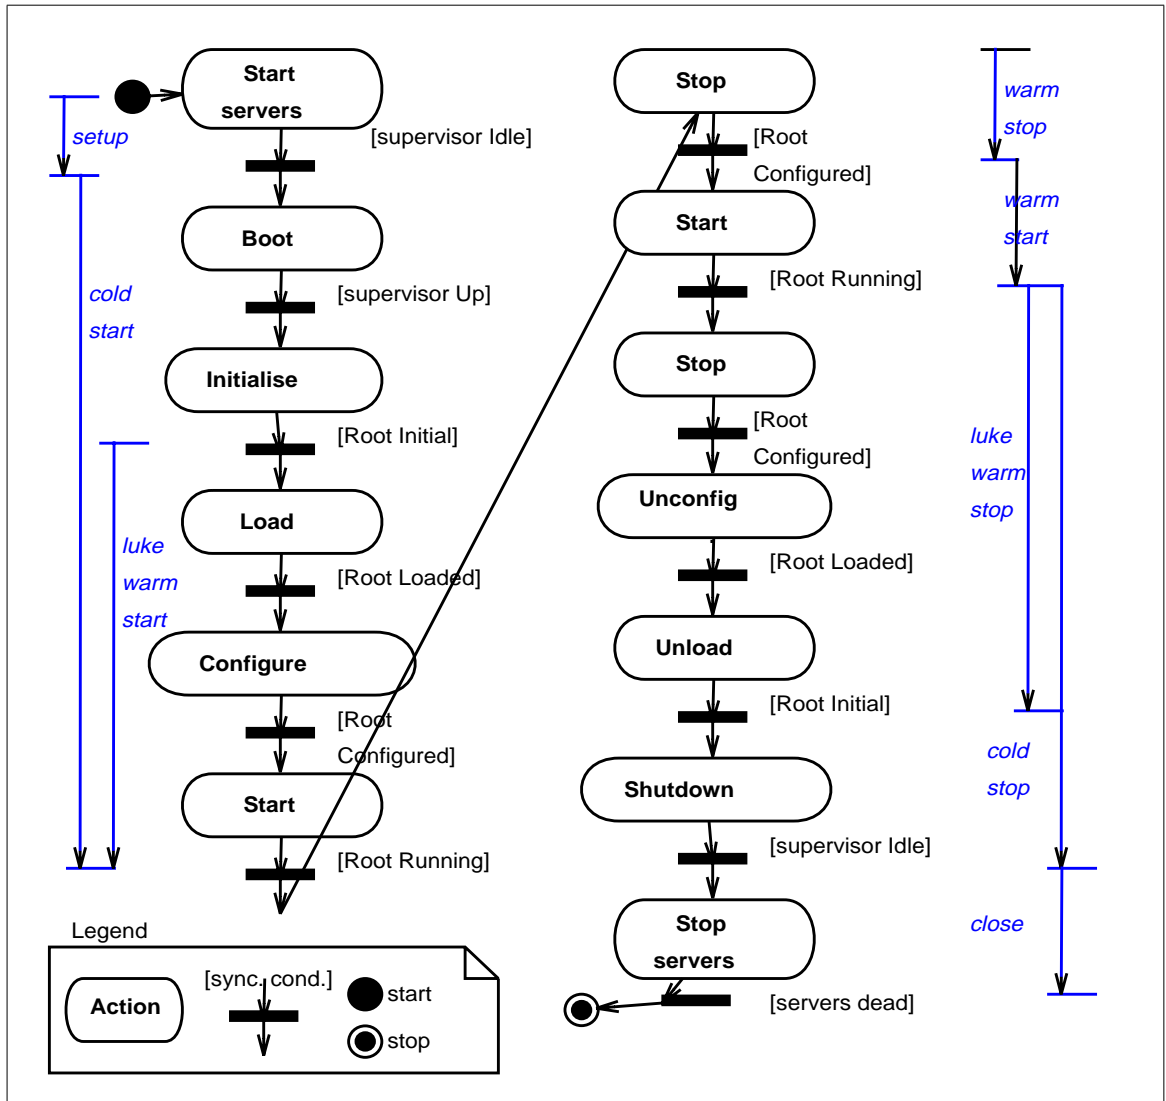 Start
servers
setup
[supervisor Idle]
Boot
cold
start
[supervisor Up]
Initialise
[Root Initial]
Load
luke
warm
start
[Root Loaded]
Configure
[Root
Configured]
Start
[Root Running]
Stop
warm
stop
[Root
Configured]
Start
warm
start
[Root Running]
Stop
[Root
Configured]
luke
warm
stop
Unconfig
[Root Loaded]
Unload
[Root Initial]
cold
stop
Shutdown
[supervisor Idle]
Stop
servers
close
[servers dead]
Legend
Action
[sync. cond.]
start
stop